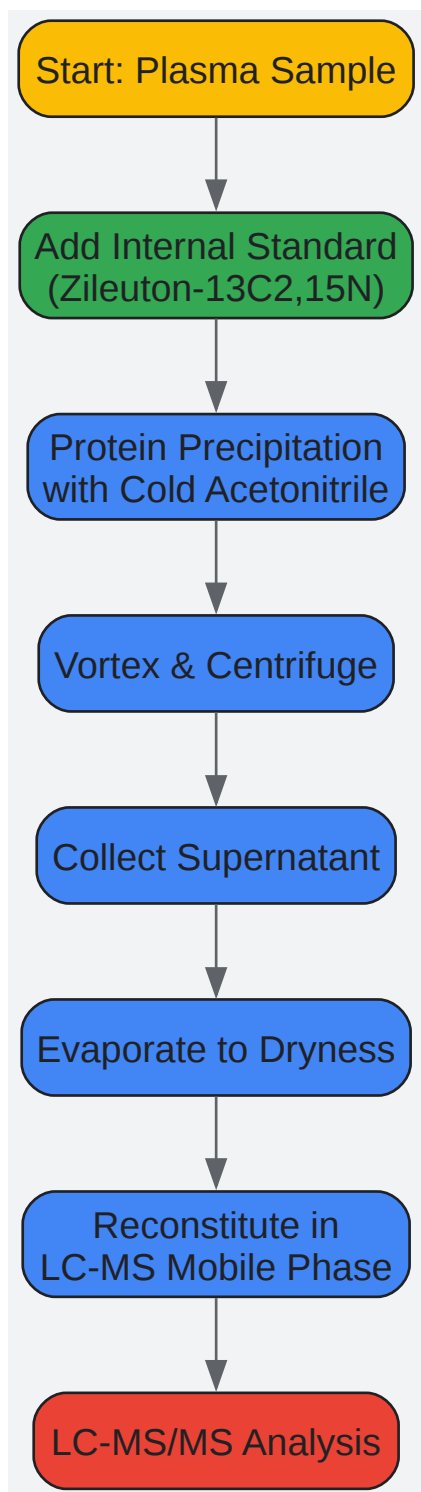 Start: Plasma Sample
Add Internal Standard
(Zileuton-13C2,15N)
Protein Precipitation
with Cold Acetonitrile
Vortex & Centrifuge
Collect Supernatant
Evaporate to Dryness
Reconstitute in
LC-MS Mobile Phase
LC-MS/MS Analysis